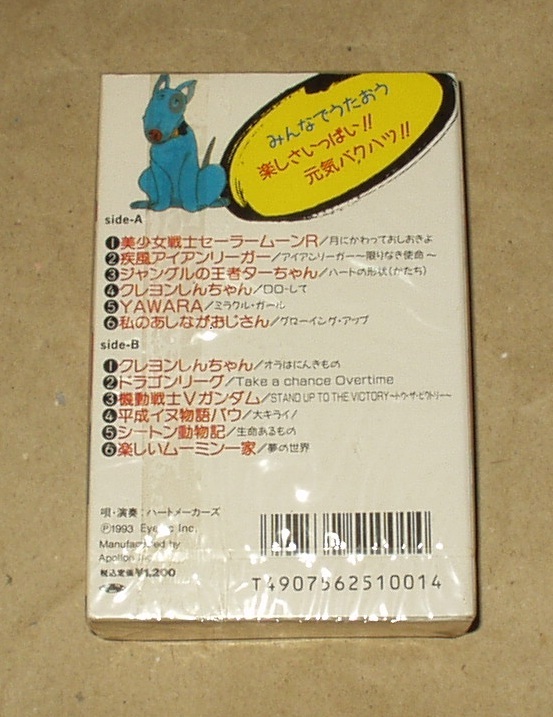 みんなでうたおう
楽しさいっぱい!!
元気バクハツ!!
side-A
❶美少女戦士セーラームーンR/月にかわっておしおきよ
❷疾風アイアンリーガー/アイアンリーガー〜限りなき使命〜
❸ジャングルの王者ターちゃん/ハートの形状(かたち)
❹クレヨンしんちゃん/DO-して
❺YAWARA/ミラクル・ガール
❻私のあしながおじさん/グローイング・アップ
side-B
❶クレヨンしんちゃん/オラはにんきもの
❷ドラゴンリーグ/Take a chance Overtime
❸機動戦士Vガンダム/STAND UP TO THE VICTORY〜トゥ・ザ・ビクトリー〜
❹平成イヌ物語バウ/大キライ!
❺シートン動物記/生命あるもの
❻楽しいムーミン一家/夢の世界
唄・演奏:ハートメーカーズ
Ⓟ1993 Inc.
Manufactured by
Apollon
税込定価¥1,200
T4907562510014